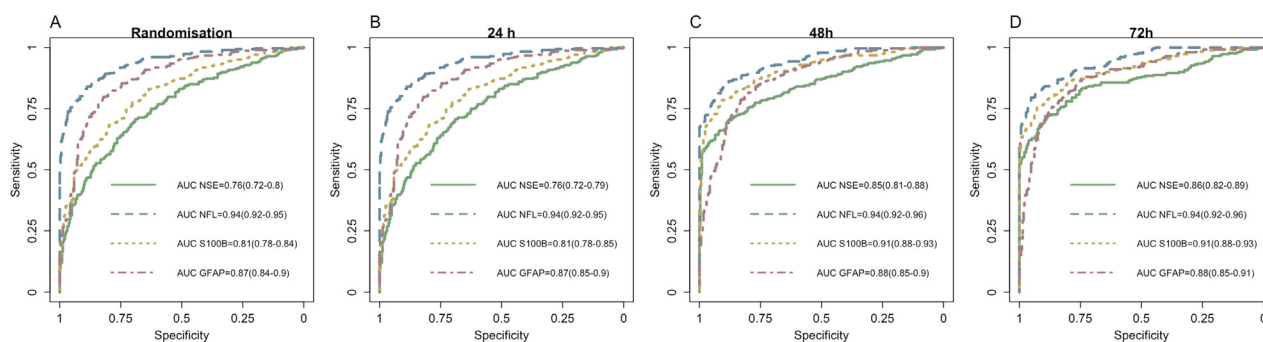 A
Randomisation
1
0.75
0.5
0.25
0
Sensitivity
AUC NSE=0.76(0.72-0.8)
AUC NFL=0.94(0.92-0.95)
AUC S100B=0.81(0.78-0.84)
AUC GFAP=0.87(0.84-0.9)
1 0.75 0.5 0.25 0
Specificity
B
24 h
1
0.75
0.5
0.25
0
Sensitivity
AUC NSE=0.76(0.72-0.79)
AUC NFL=0.94(0.92-0.95)
AUC S100B=0.81(0.78-0.85)
AUC GFAP=0.87(0.85-0.9)
1 0.75 0.5 0.25 0
Specificity
C
48h
1
0.75
0.5
0.25
0
Sensitivity
AUC NSE=0.85(0.81-0.88)
AUC NFL=0.94(0.92-0.96)
AUC S100B=0.91(0.88-0.93)
AUC GFAP=0.88(0.85-0.9)
1 0.75 0.5 0.25 0
Specificity
D
72h
1
0.75
0.5
0.25
0
Sensitivity
AUC NSE=0.86(0.82-0.89)
AUC NFL=0.94(0.92-0.96)
AUC S100B=0.91(0.88-0.93)
AUC GFAP=0.88(0.85-0.91)
1 0.75 0.5 0.25 0
Specificity